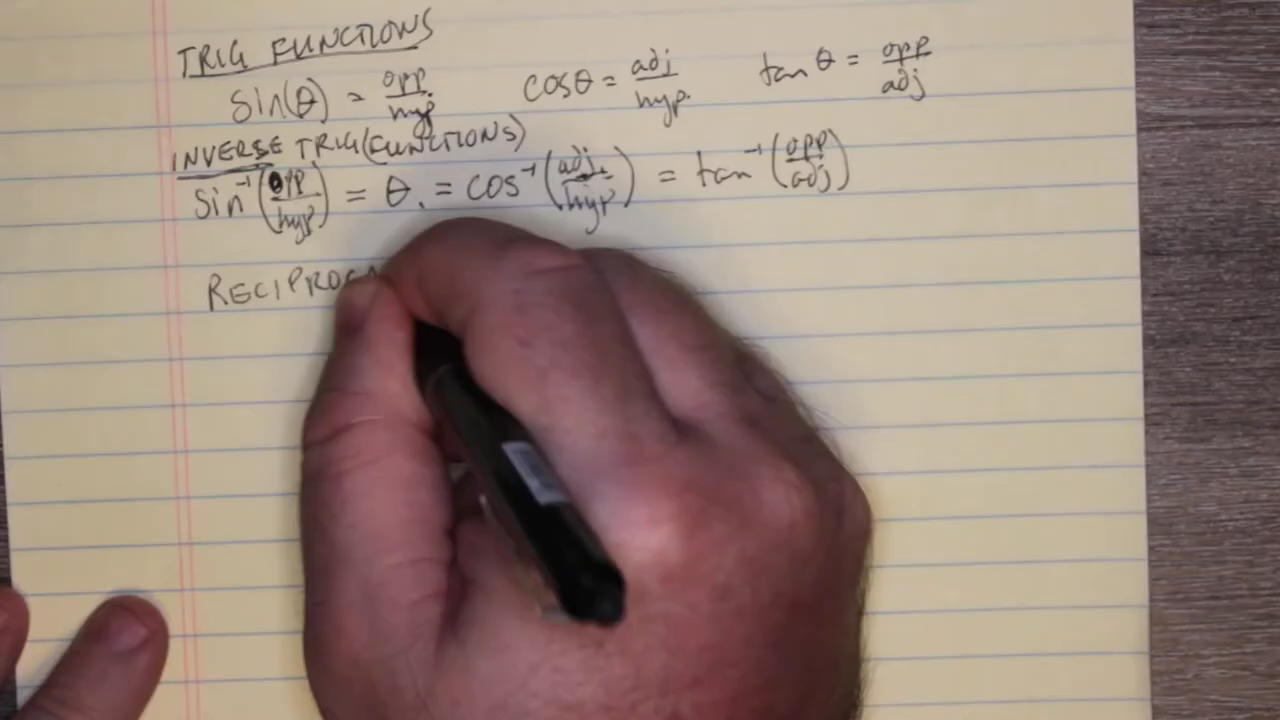 TRIG FUNCTIONS
sin(θ) = opp./hyp. cosθ = adj/hyp. tan θ = opp/adj
INVERSE TRIG (FUNCTIONS)
sin⁻¹(opp/hyp.) = θ. = cos⁻¹(adj./hyp) = tan⁻¹(opp/adj)
RECIPROCA